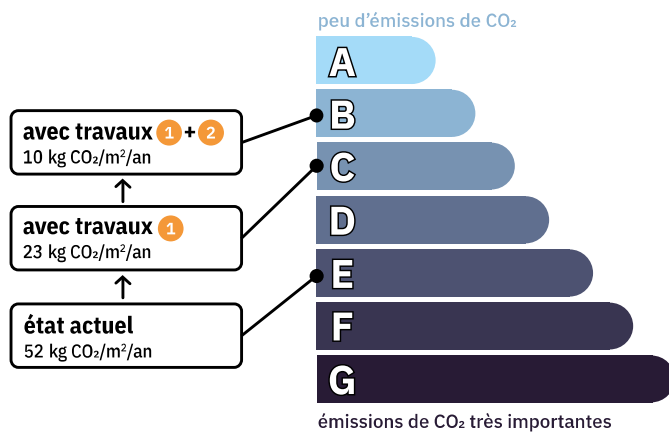 peu d'émissions de CO₂
A
B
C
D
E
F
G
émissions de CO₂ très importantes
avec travaux 1 + 2
10 kg CO₂/m²/an
avec travaux 1
23 kg CO₂/m²/an
état actuel
52 kg CO₂/m²/an